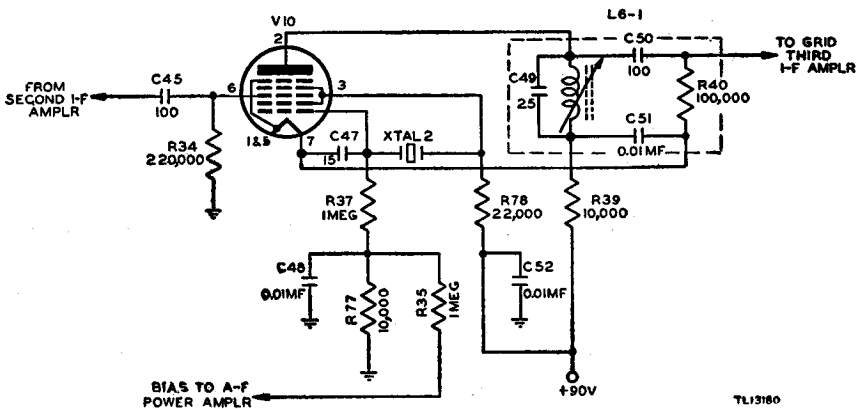 L6-1
V10
2
C50
100
TO GRID
THIRD
I-F AMPLR
C45
100
FROM
SECOND I-F
AMPLR
6
3
C49
25
R40
100,000
R34
220,000
1&5
7
C47
15
XTAL 2
C51
0.01MF
R37
1MEG
R78
22,000
R39
10,000
C48
0.01MF
R77
10,000
R35
1MEG
C52
0.01MF
BIAS TO A-F
POWER AMPLR
+90V
TL13180